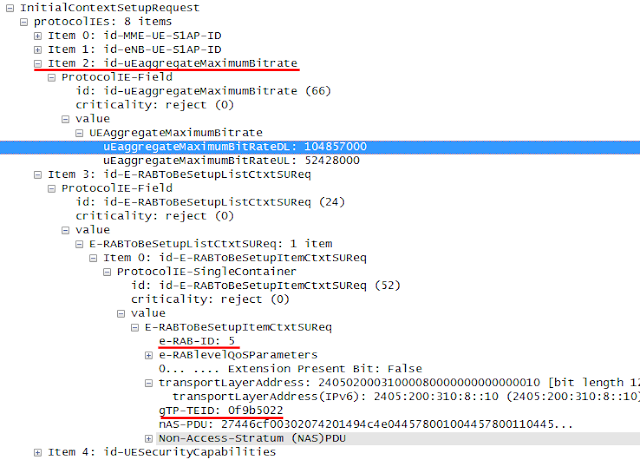 InitialContextSetupRequest
protocolIEs: 8 items
Item 0: id-MME-UE-S1AP-ID
Item 1: id-eNB-UE-S1AP-ID
Item 2: id-uEaggregateMaximumBitrate
ProtocolIE-Field
id: id-uEaggregateMaximumBitrate (66)
criticality: reject (0)
value
UEAggregateMaximumBitrate
uEaggregateMaximumBitRateDL: 104857000
uEaggregateMaximumBitRateUL: 52428000
Item 3: id-E-RABToBeSetupListCtxtSUReq
ProtocolIE-Field
id: id-E-RABToBeSetupListCtxtSUReq (24)
criticality: reject (0)
value
E-RABToBeSetupListCtxtSUReq: 1 item
Item 0: id-E-RABToBeSetupItemCtxtSUReq
ProtocolIE-SingleContainer
id: id-E-RABToBeSetupItemCtxtSUReq (52)
criticality: reject (0)
value
E-RABToBeSetupItemCtxtSUReq
e-RAB-ID: 5
e-RABlevelQoSParameters
0... .... Extension Present Bit: False
transportLayerAddress: 24050200031000080000000000000010 [bit length 12
transportLayerAddress(IPv6): 2405:200:310:8::10 (2405:200:310:8::10)
gTP-TEID: 0f9b5022
nAS-PDU: 27446cf00302074201494c4e0445780010044578001 10445...
Non-Access-Stratum (NAS)PDU
Item 4: id-UESecurityCapabilities